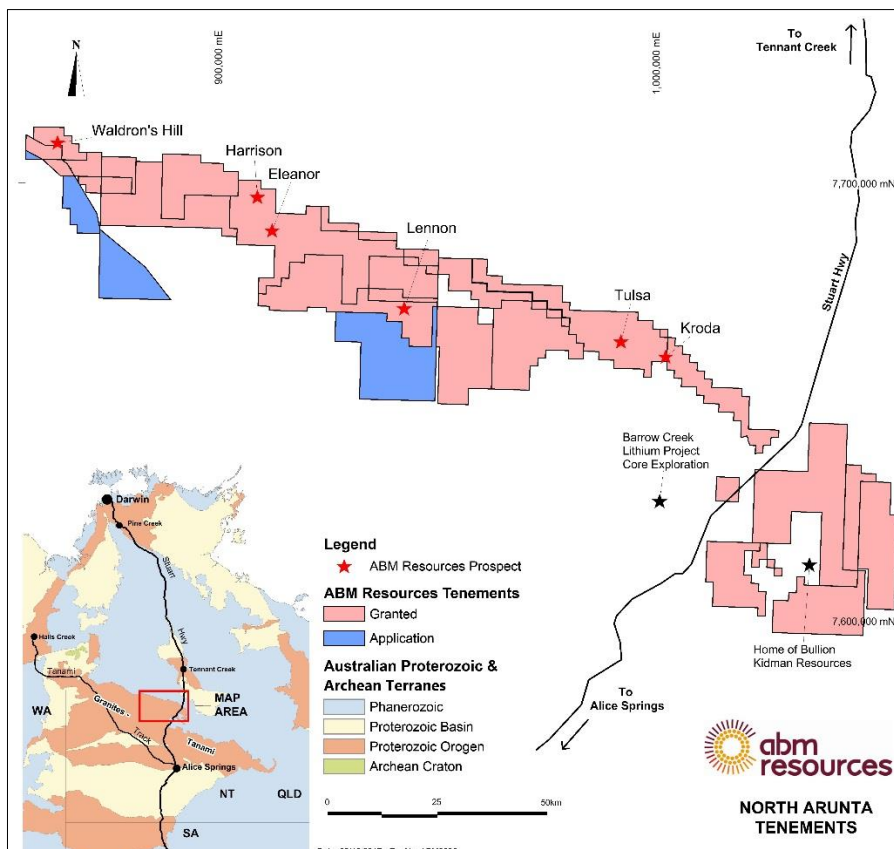 To
Tennant Creek
N
900,000 mE
1,000,000 mE
Waldron's Hill
Harrison
Eleanor
7,700,000 mN
Lennon
Stuart Hwy
Tulsa
Kroda
Barrow Creek
Lithium Project
Core Exploration
7,600,000 mN
Home of Bullion
Kidman Resources
To
Alice Springs
Darwin
Pine Creek
Stuart
Hwy
Halls Creek
Tennant Creek
Tanami
MAP
AREA
WA
Granites -
Track
Tanami
Alice Springs
NT
QLD
SA
Legend
ABM Resources Prospect
ABM Resources Tenements
Granted
Application
Australian Proterozoic &
Archean Terranes
Phanerozoic
Proterozoic Basin
Proterozoic Orogen
Archean Craton
0
25
50km
abm
resources
NORTH ARUNTA
TENEMENTS